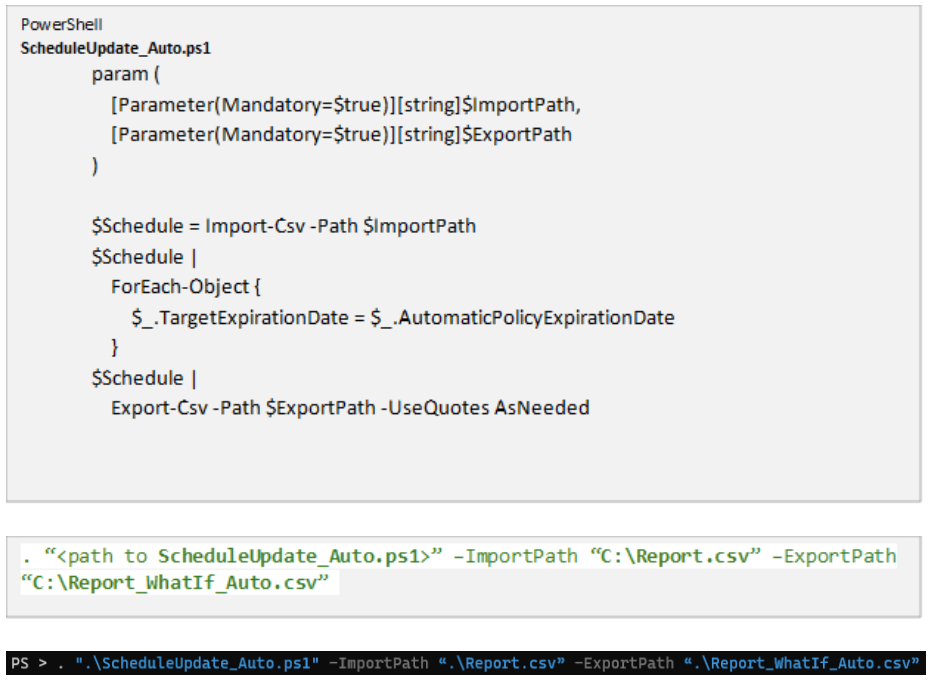 PowerShell
ScheduleUpdate_Auto.ps1
param (
[Parameter(Mandatory=$true)][string]$ImportPath,
[Parameter(Mandatory=$true)][string]$ExportPath
)
$Schedule = Import-Csv -Path $ImportPath
$Schedule |
ForEach-Object {
$_.TargetExpirationDate = $_.AutomaticPolicyExpirationDate
}
$Schedule |
Export-Csv -Path $ExportPath -UseQuotes AsNeeded
. “<path to ScheduleUpdate_Auto.ps1>” –ImportPath “C:\Report.csv” –ExportPath
“C:\Report_WhatIf_Auto.csv”
PS > . ".\ScheduleUpdate_Auto.ps1" –ImportPath “.\Report.csv” –ExportPath “.\Report_WhatIf_Auto.csv”